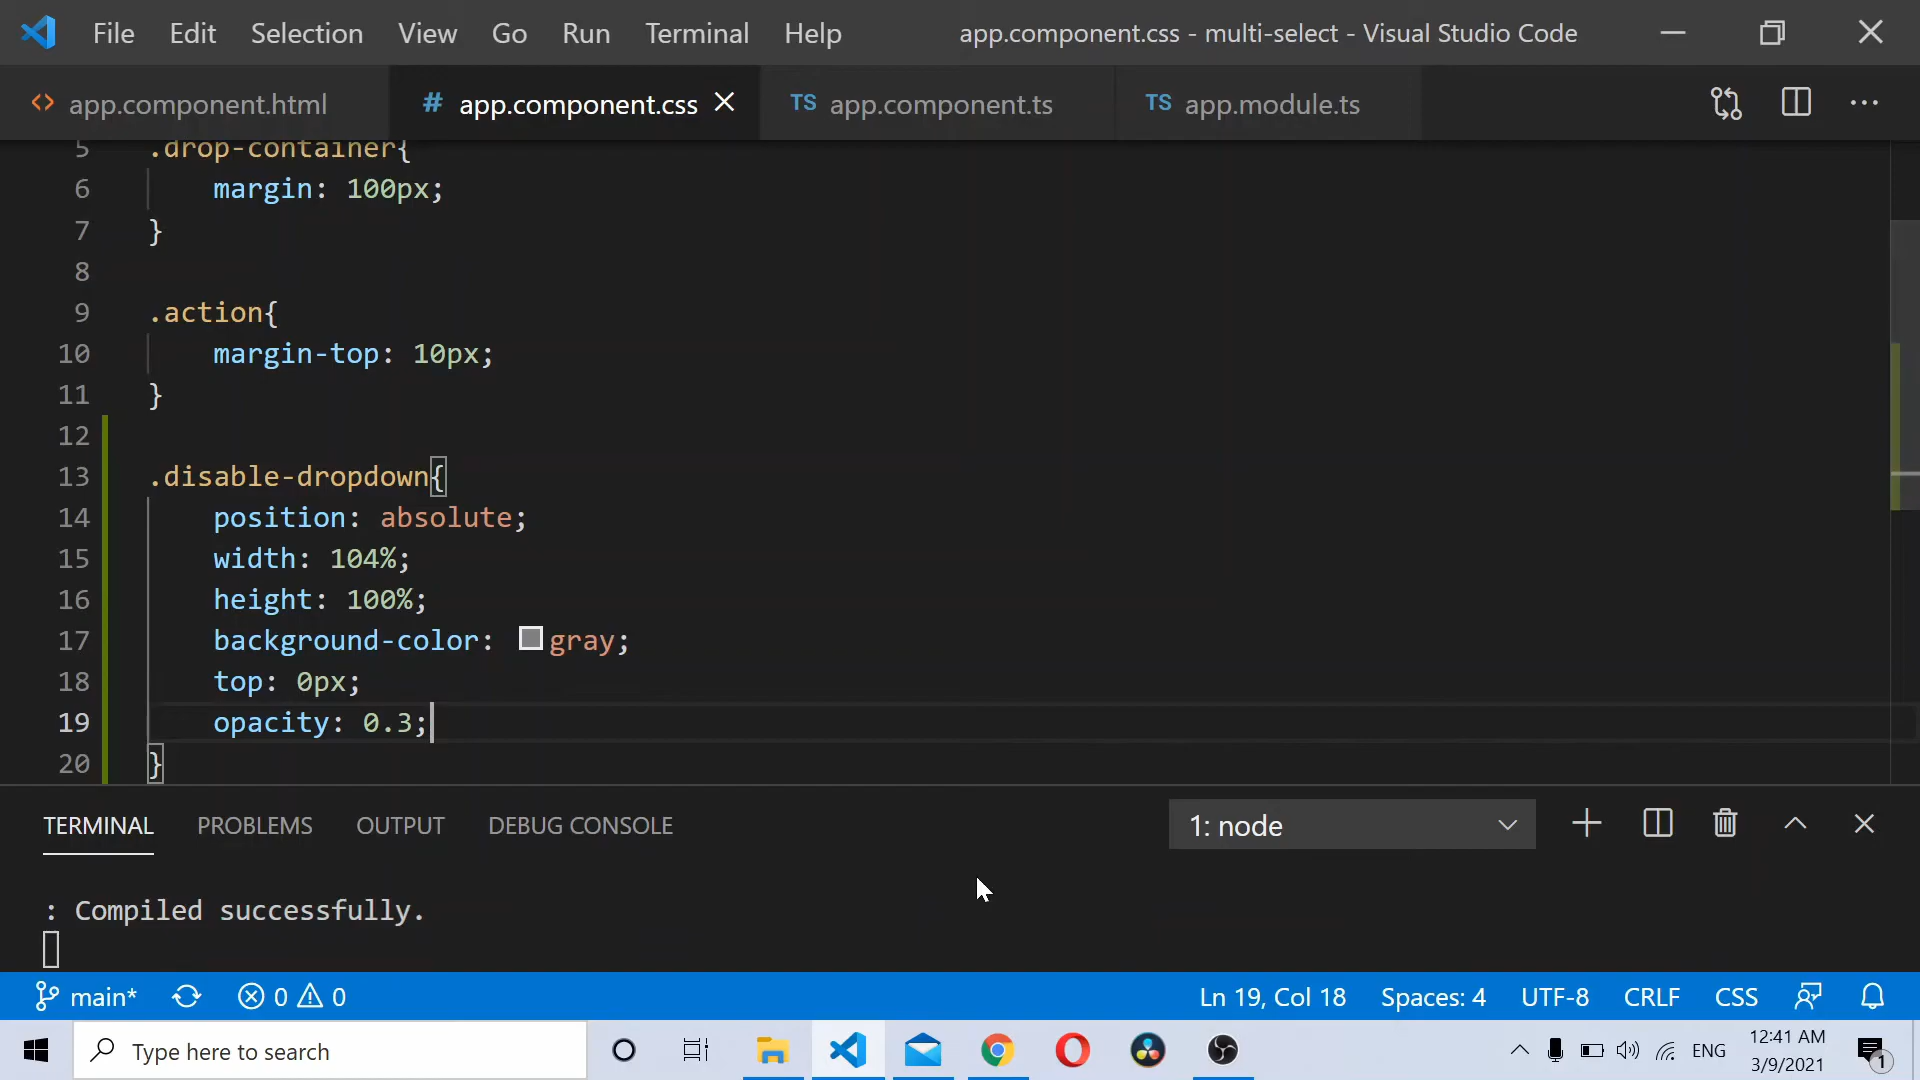 File Edit Selection View Go Run Terminal Help app.component.css - multi-select - Visual Studio Code
<> app.component.html # app.component.css TS app.component.ts TS app.module.ts
5 .drop-container{
6 margin: 100px;
7 }
8
9 .action{
10 margin-top: 10px;
11 }
12
13 .disable-dropdown{
14 position: absolute;
15 width: 104%;
16 height: 100%;
17 background-color: gray;
18 top: 0px;
19 opacity: 0.3;
20 }
TERMINAL PROBLEMS OUTPUT DEBUG CONSOLE 1: node
: Compiled successfully.
main* 0 0 Ln 19, Col 18 Spaces: 4 UTF-8 CRLF CSS
Type here to search ENG 12:41 AM
3/9/2021 1